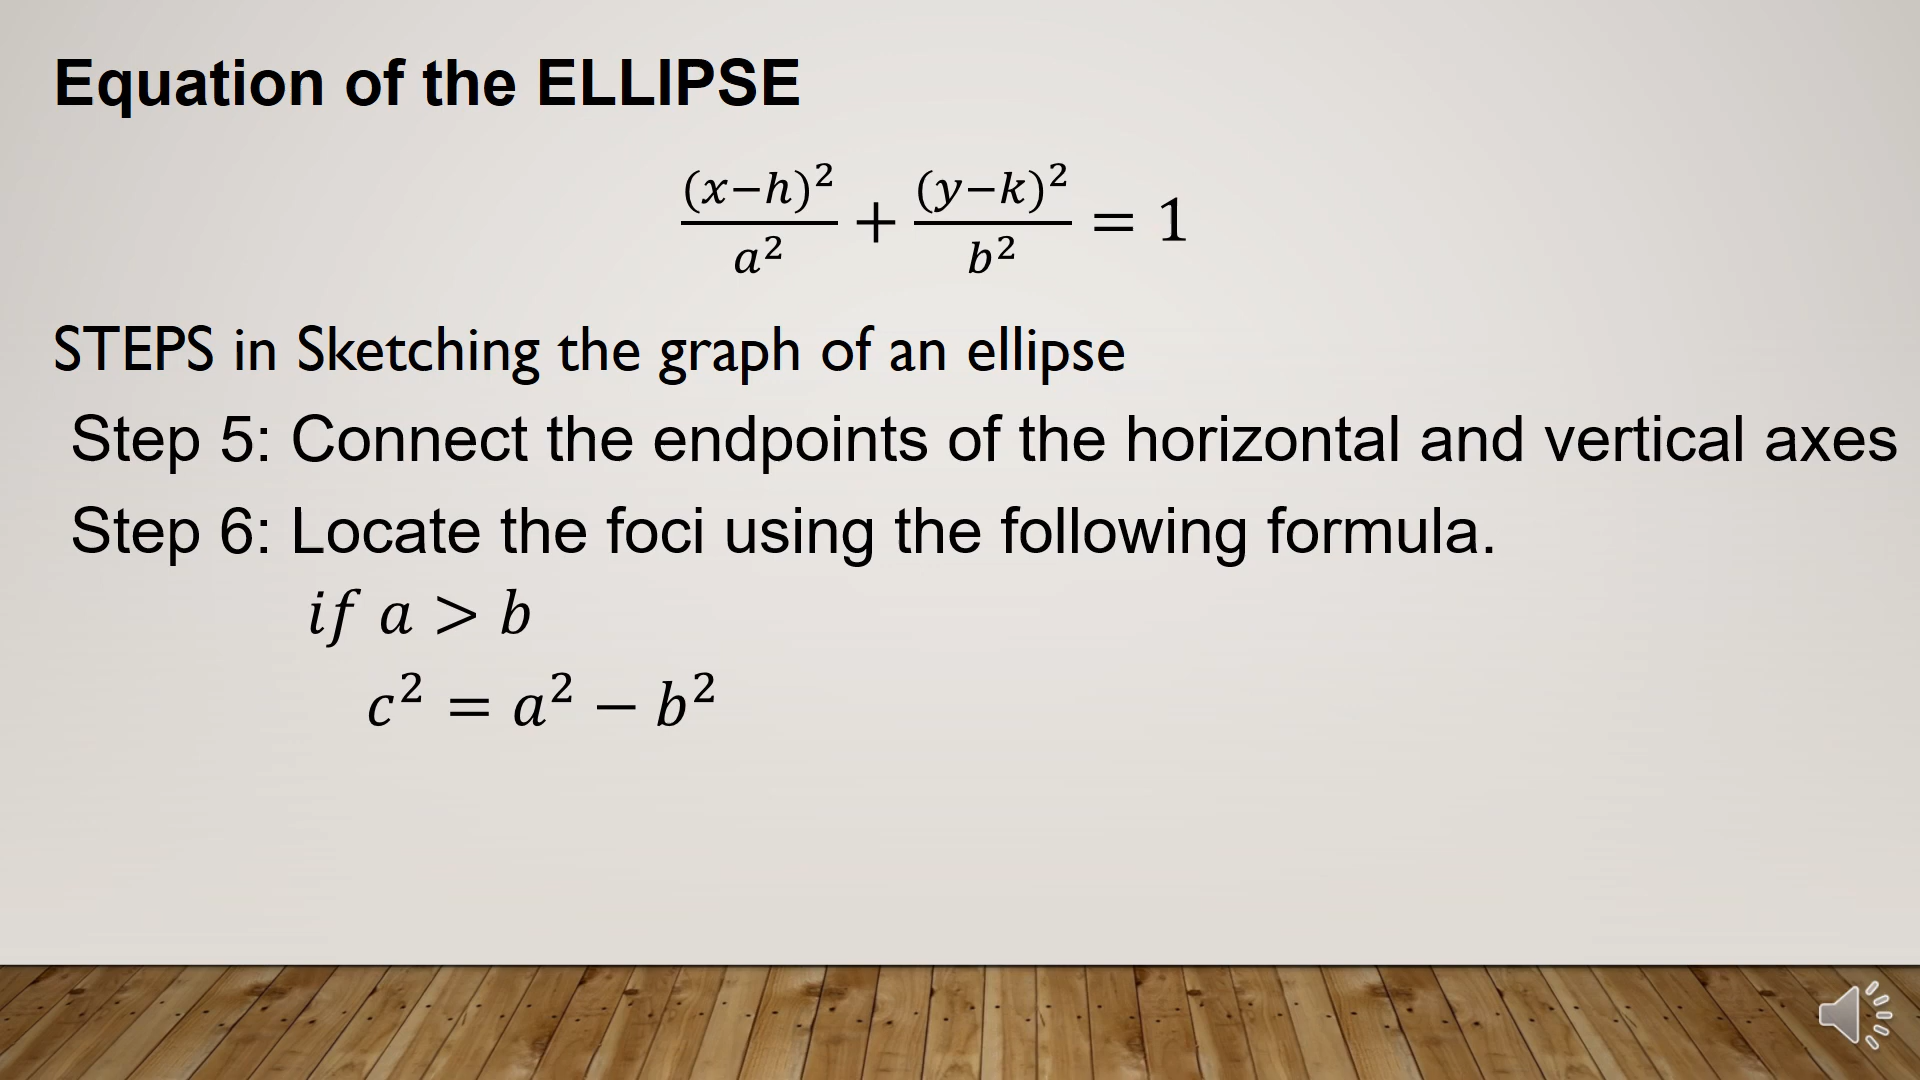 Equation of the ELLIPSE
(x−h)²/a² + (y−k)²/b² = 1
STEPS in Sketching the graph of an ellipse
Step 5: Connect the endpoints of the horizontal and vertical axes
Step 6: Locate the foci using the following formula.
if a > b
c² = a² − b²